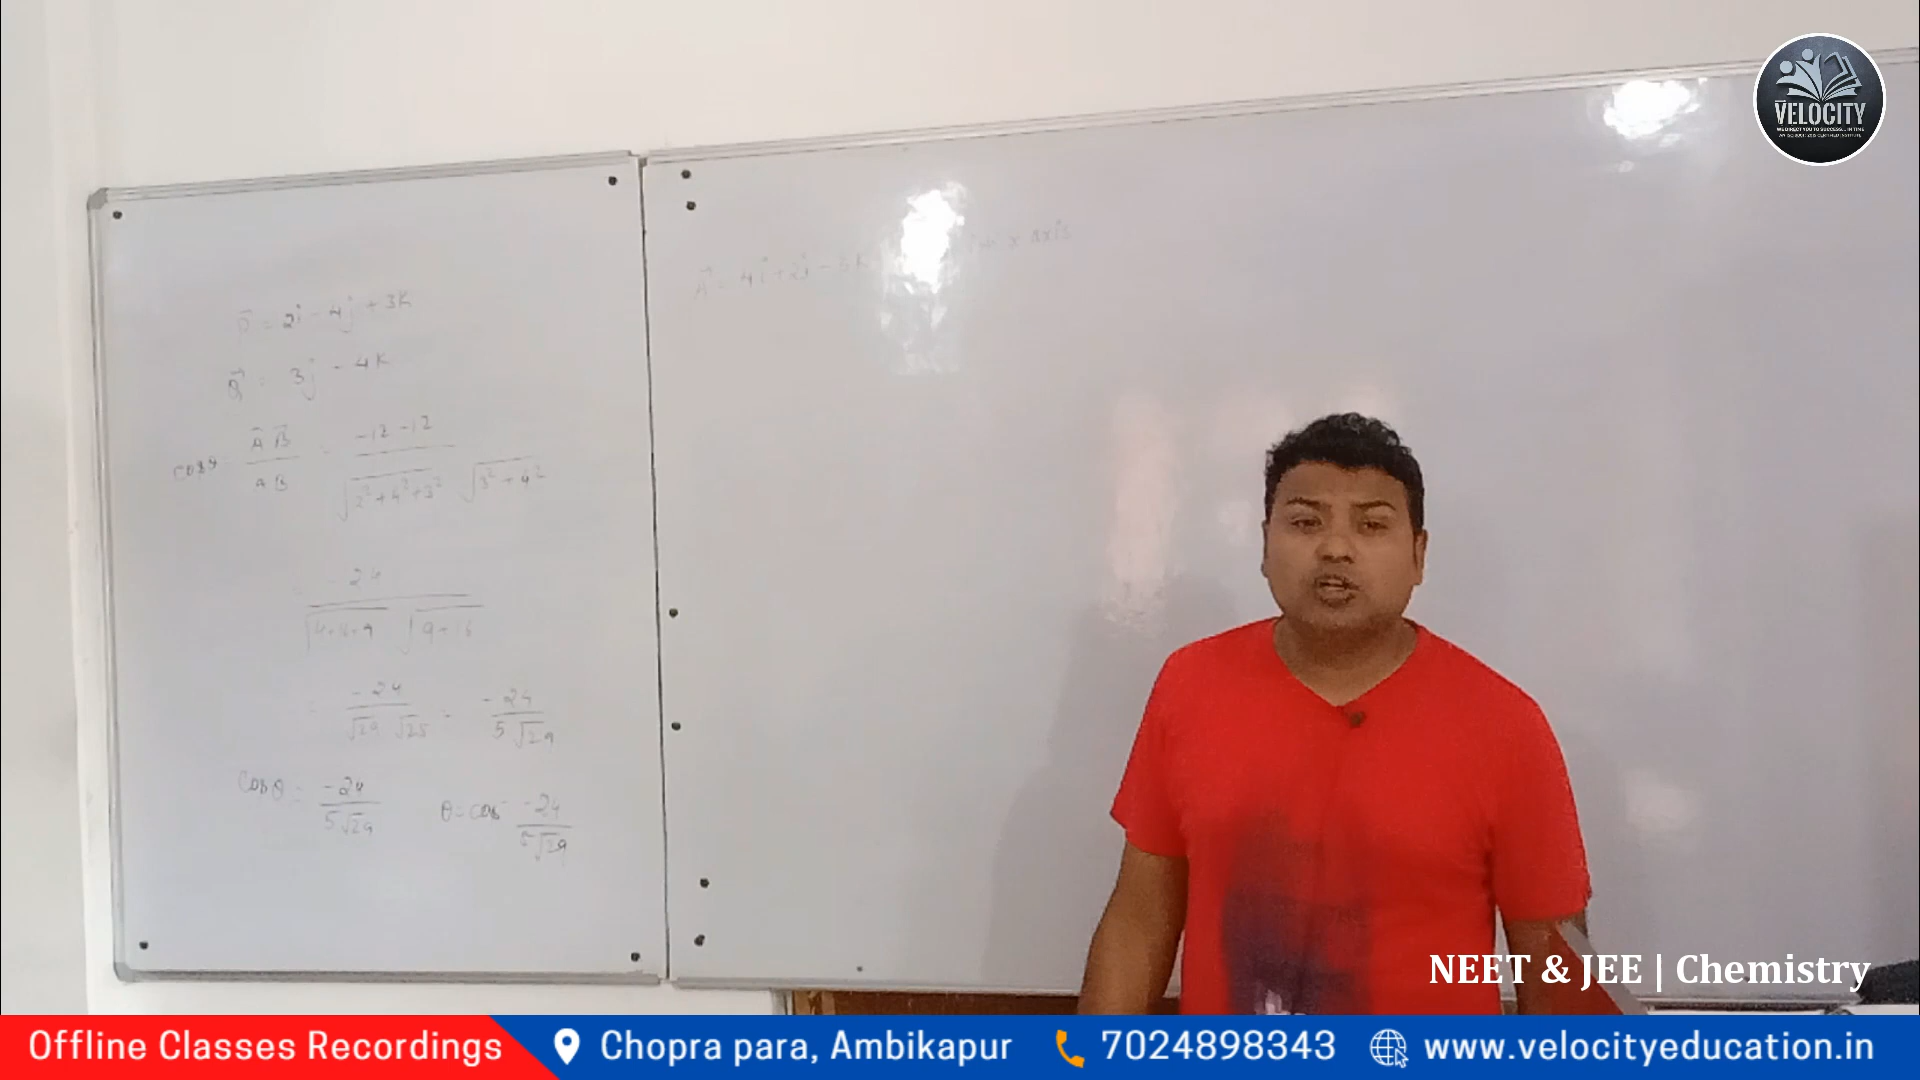 VELOCITY
P⃗ = 2i - 4j + 3K
Q⃗ = 3j - 4K
cosθ = A⃗ B⃗ / A B = -12 -12 / √2² + 4² + 3² √3² + 4²
= - 24 / √4+16+9 √9+16
= - 24 / √29 √25 = - 24 / 5 √29
Cosθ = -24 / 5√29 θ = cos -24 / 5√29
A⃗ = 4i + 2j - 3K x axis
NEET & JEE | Chemistry
Offline Classes Recordings Chopra para, Ambikapur 7024898343 www.velocityeducation.in